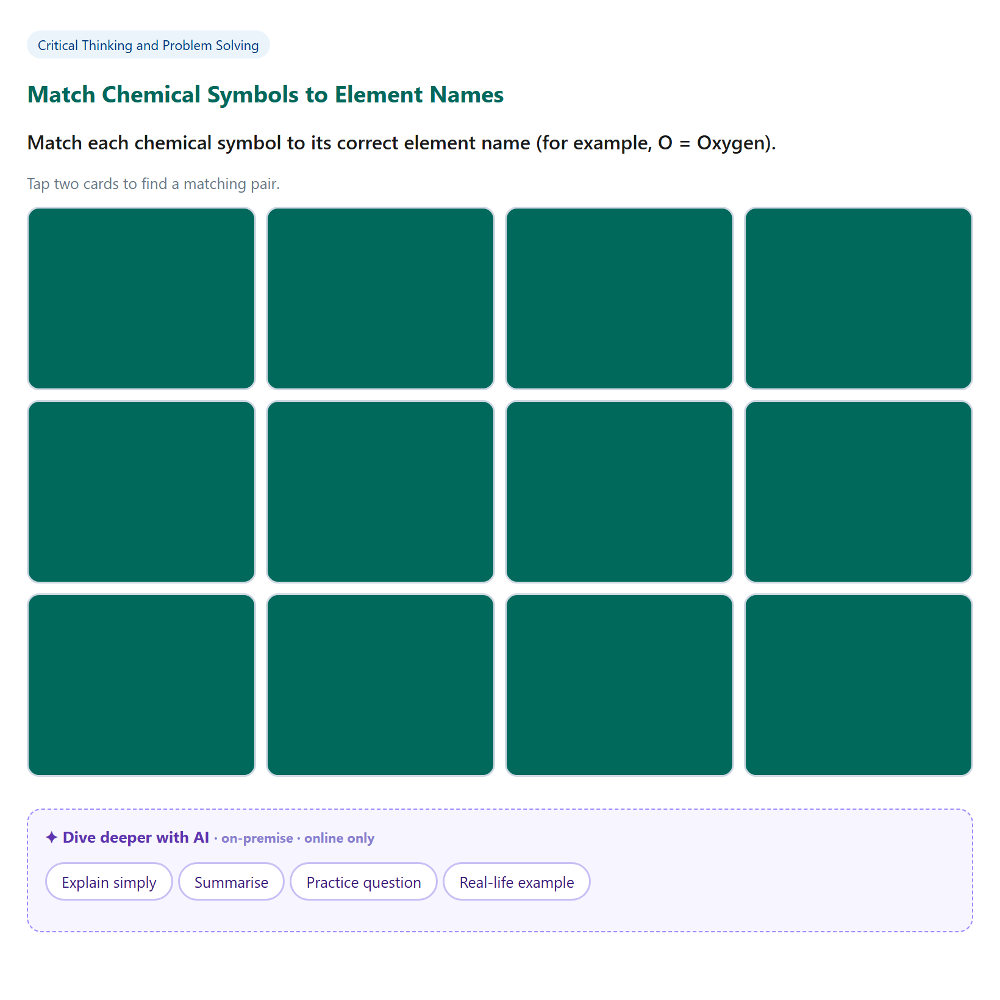 Critical Thinking and Problem Solving
Match Chemical Symbols to Element Names
Match each chemical symbol to its correct element name (for example, O = Oxygen).
Tap two cards to find a matching pair.
✦ Dive deeper with AI · on-premise · online only
Explain simply
Summarise
Practice question
Real-life example